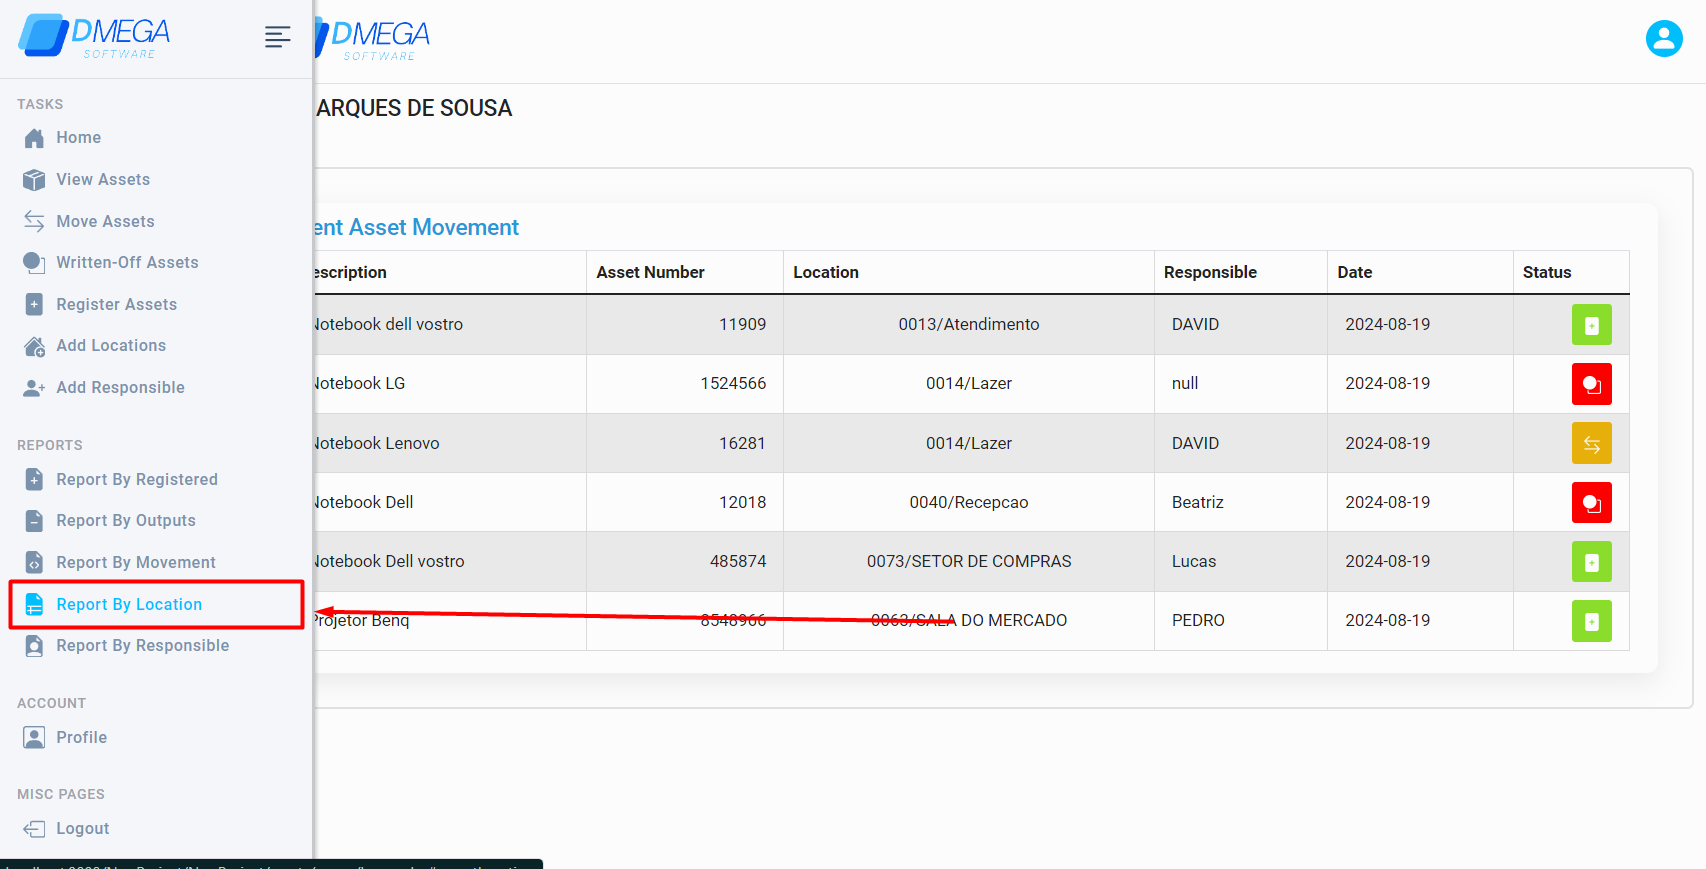 DMEGA
SOFTWARE
DMEGA
SOFTWARE
TASKS
Home
View Assets
Move Assets
Written-Off Assets
Register Assets
Add Locations
Add Responsible
REPORTS
Report By Registered
Report By Outputs
Report By Movement
Report By Location
Report By Responsible
ACCOUNT
Profile
MISC PAGES
Logout
ARQUES DE SOUSA
ent Asset Movement
escription Asset Number Location Responsible Date Status
Notebook dell vostro 11909 0013/Atendimento DAVID 2024-08-19
Notebook LG 1524566 0014/Lazer null 2024-08-19
Notebook Lenovo 16281 0014/Lazer DAVID 2024-08-19
Notebook Dell 12018 0040/Recepcao Beatriz 2024-08-19
Notebook Dell vostro 485874 0073/SETOR DE COMPRAS Lucas 2024-08-19
Projetor Benq 8548966 0063/SALA DO MERCADO PEDRO 2024-08-19